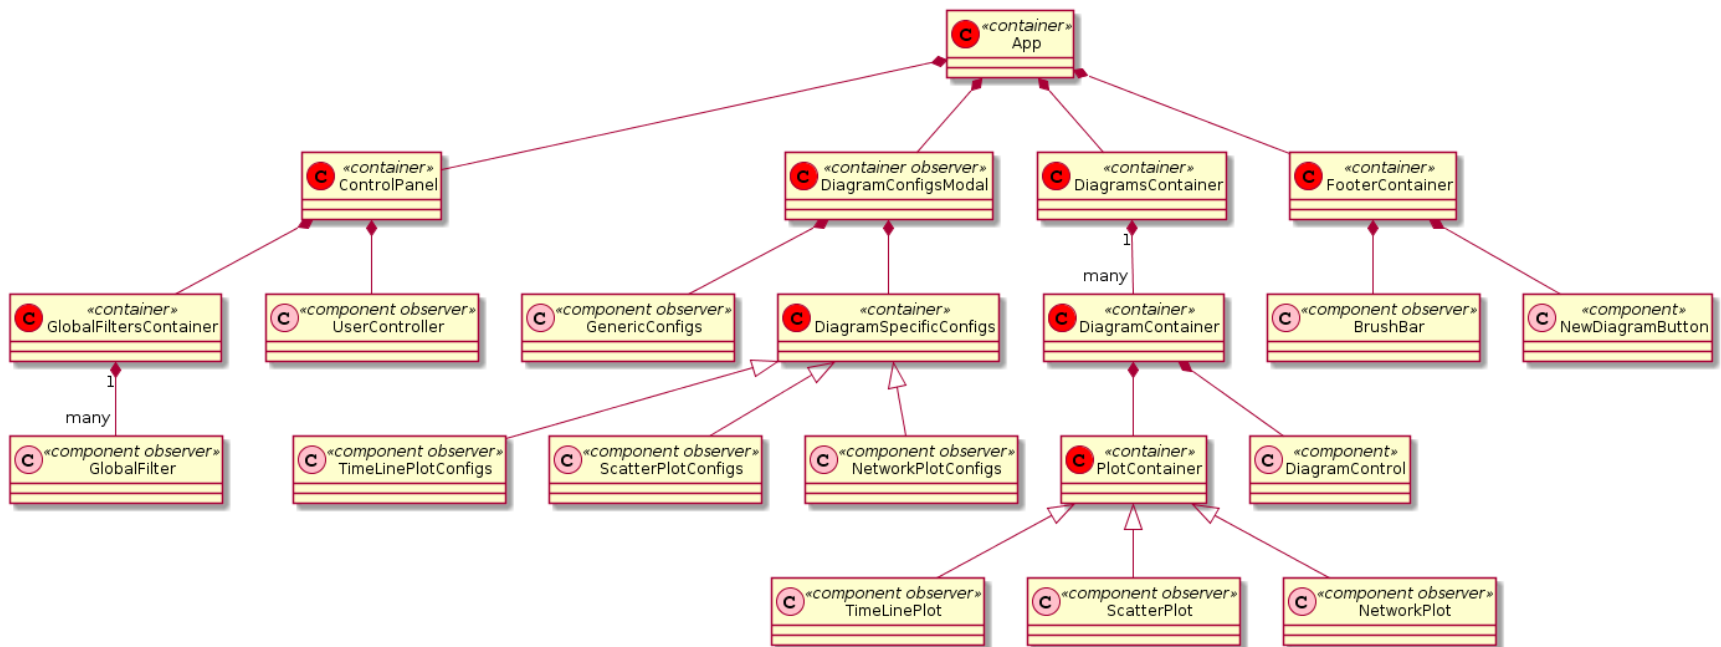 C «container»
App
C «container»
ControlPanel
C «container observer»
DiagramConfigsModal
C «container»
DiagramsContainer
C «container»
FooterContainer
1
many
C «container»
GlobalFiltersContainer
C «component observer»
UserController
C «component observer»
GenericConfigs
C «container»
DiagramSpecificConfigs
C «container»
DiagramContainer
C «component observer»
BrushBar
C «component»
NewDiagramButton
1
many
C «component observer»
GlobalFilter
C «component observer»
TimeLinePlotConfigs
C «component observer»
ScatterPlotConfigs
C «component observer»
NetworkPlotConfigs
C «container»
PlotContainer
C «component»
DiagramControl
C «component observer»
TimeLinePlot
C «component observer»
ScatterPlot
C «component observer»
NetworkPlot